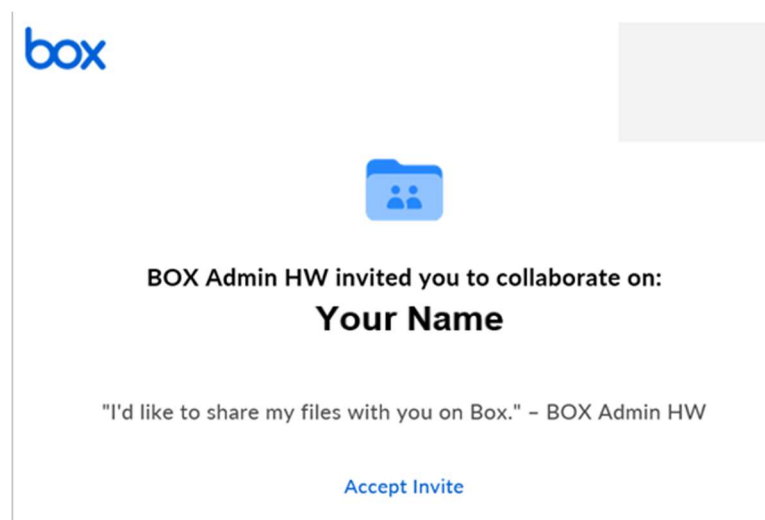 box
BOX Admin HW invited you to collaborate on:
Your Name
"I'd like to share my files with you on Box." – BOX Admin HW
Accept Invite